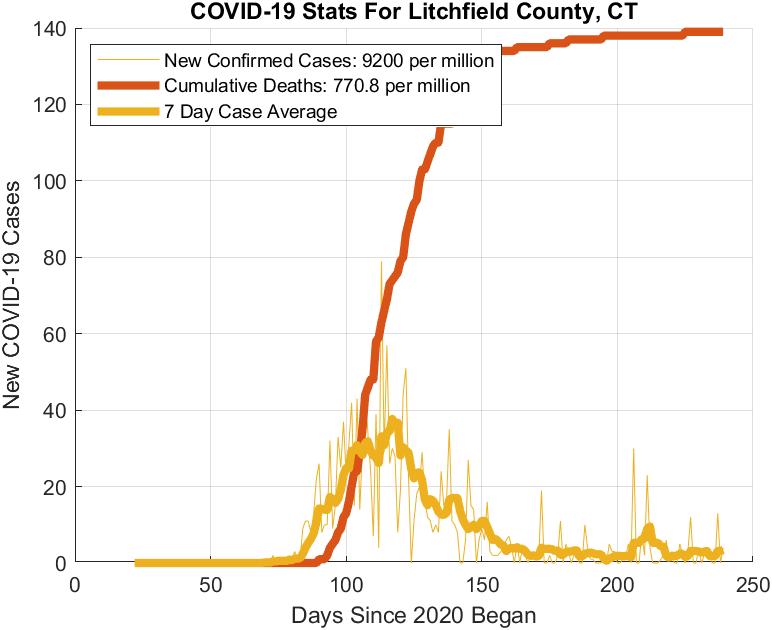 COVID-19 Stats For Litchfield County, CT
New Confirmed Cases: 9200 per million
Cumulative Deaths: 770.8 per million
7 Day Case Average
New COVID-19 Cases
140
120
100
80
60
40
20
0
0 50 100 150 200 250
Days Since 2020 Began